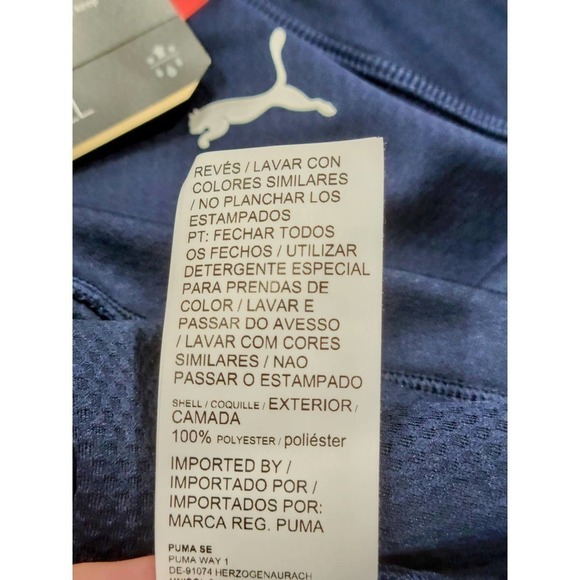 L
REVÉS / LAVAR CON
COLORES SIMILARES
/ NO PLANCHAR LOS
ESTAMPADOS
PT: FECHAR TODOS
OS FECHOS / UTILIZAR
DETERGENTE ESPECIAL
PARA PRENDAS DE
COLOR / LAVAR E
PASSAR DO AVESSO
/ LAVAR COM CORES
SIMILARES / NAO
PASSAR O ESTAMPADO
SHELL / COQUILLE / EXTERIOR /
CAMADA
100% POLYESTER / poliéster
IMPORTED BY /
IMPORTADO POR /
IMPORTADOS POR:
MARCA REG. PUMA
PUMA SE
PUMA WAY 1
DE-91074 HERZOGENAURACH